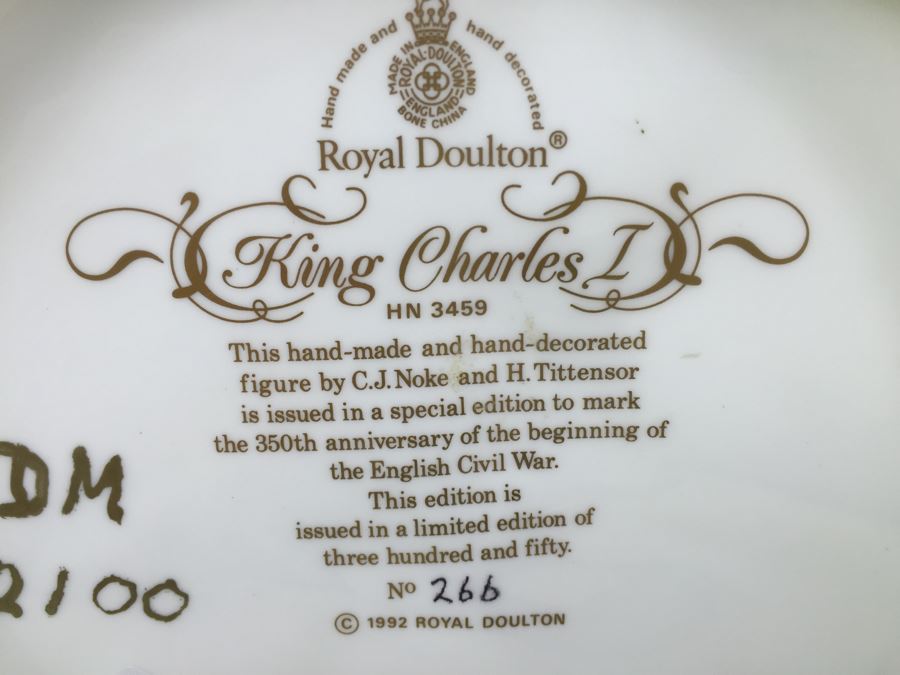 Hand made and hand decorated
MADE IN ENGLAND
ROYAL·DOULTON
ENGLAND
BONE CHINA
Royal Doulton®
King Charles I
HN 3459
This hand-made and hand-decorated
figure by C.J. Noke and H. Tittensor
is issued in a special edition to mark
the 350th anniversary of the beginning of
the English Civil War.
This edition is
issued in a limited edition of
three hundred and fifty.
Nº 266
© 1992 ROYAL DOULTON
DM
2100